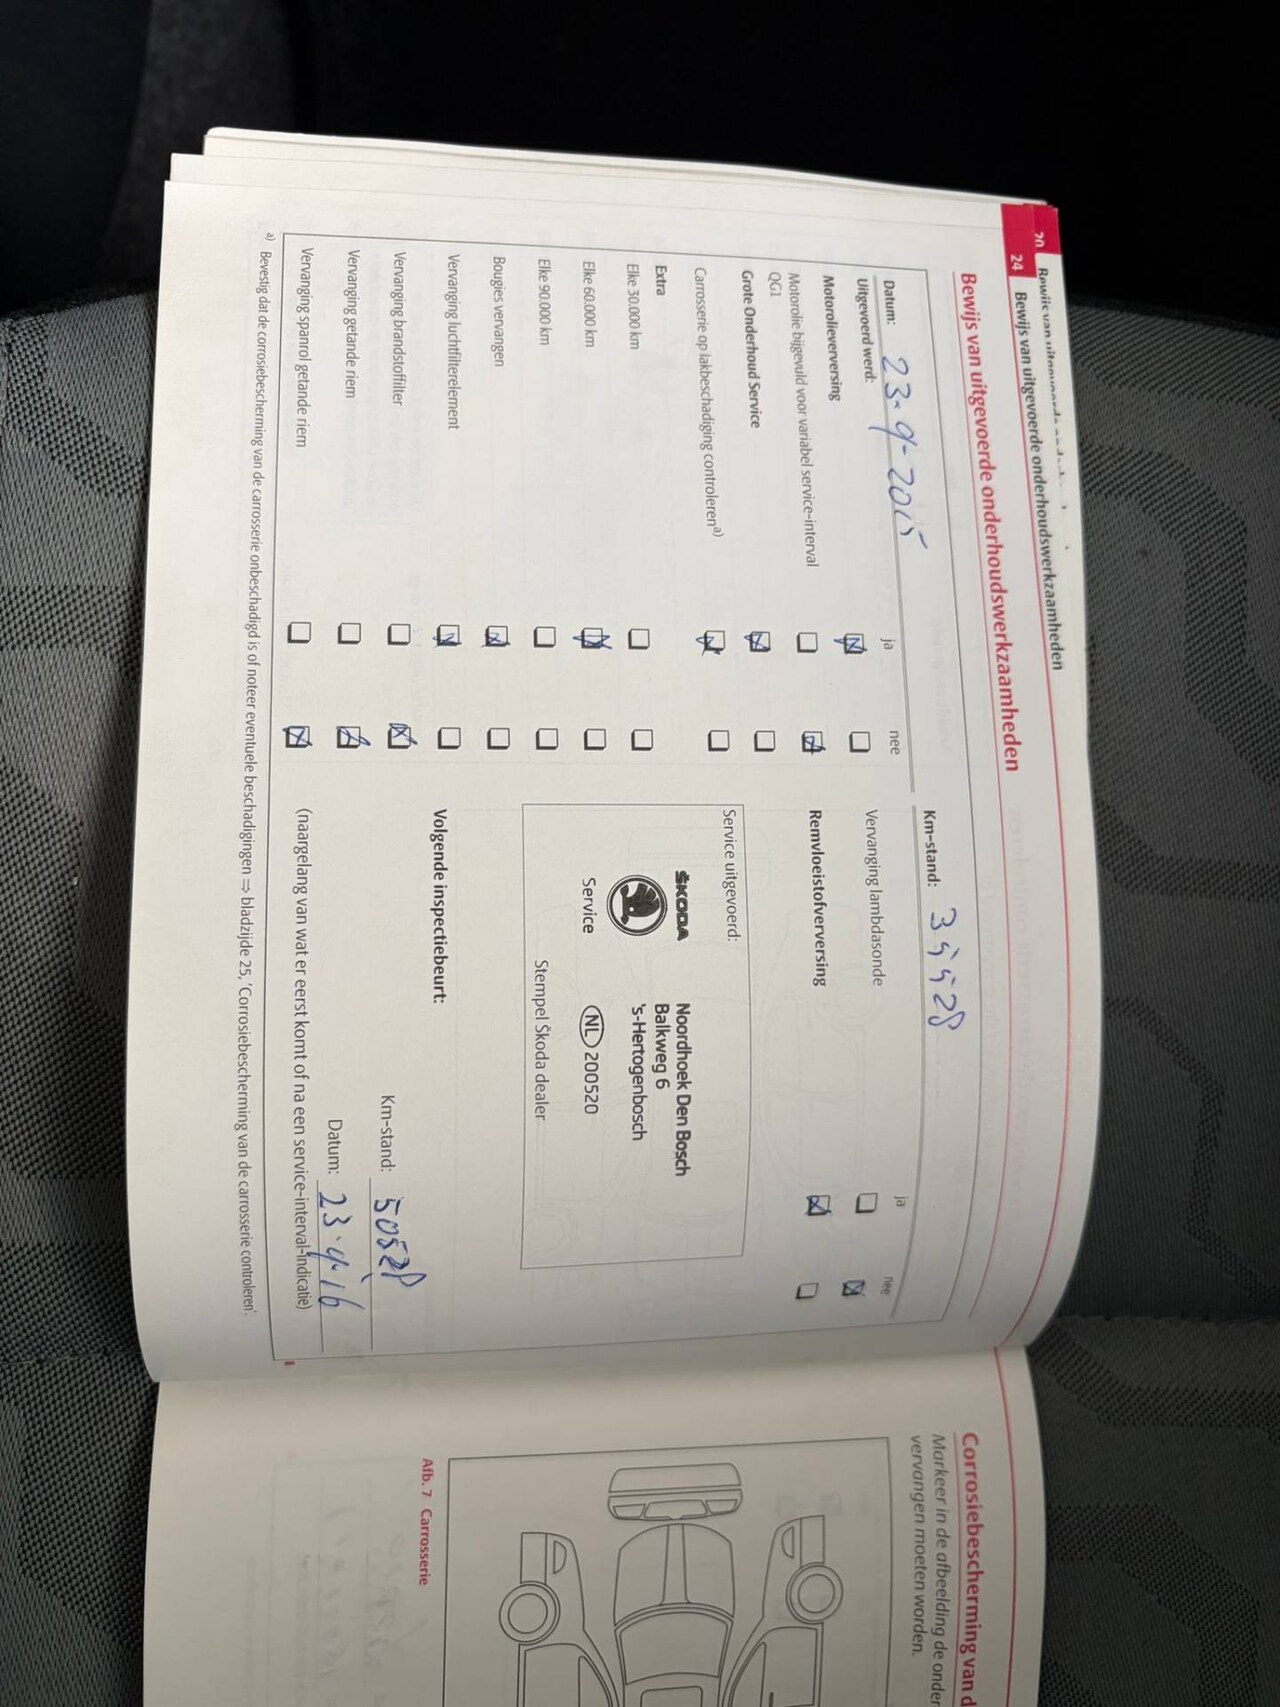 20 Bewijs van uitgevoerde
24 Bewijs van uitgevoerde onderhoudswerkzaamheden
Bewijs van uitgevoerde onderhoudswerkzaamheden
Datum: 23-9-2015
Km-stand: 35528
Uitgevoerd werd:
ja
nee
Motorolieverversing
Motorolie bijgevuld voor variabel service-interval
QG1
Grote Onderhoud Service
Carrosserie op lakbeschadiging controleren a)
Extra
Elke 30.000 km
Elke 60.000 km
Elke 90.000 km
Bougies vervangen
Vervanging luchtfilterelement
Vervanging brandstoffilter
Vervanging getande riem
Vervanging spanrol getande riem
ja
nee
Vervanging lambdasonde
Remvloeistofverversing
Service uitgevoerd:
ŠKODA
Service
Noordhoek Den Bosch
Balkweg 6
's-Hertogenbosch
NL 200520
Stempel Škoda dealer
Volgende inspectiebeurt:
Km-stand: 50528
Datum: 23-9-16
(naargelang van wat er eerst komt of na een service-interval-indicatie)
a) Bevestig dat de corrosiebescherming van de carrosserie onbeschadigd is of noteer eventuele beschadigingen ⇒ bladzijde 25, 'Corrosiebescherming van de carrosserie controleren'.
Corrosiebescherming van d
Markeer in de afbeelding de onder
vervangen moeten worden.
Afb. 7 Carrosserie